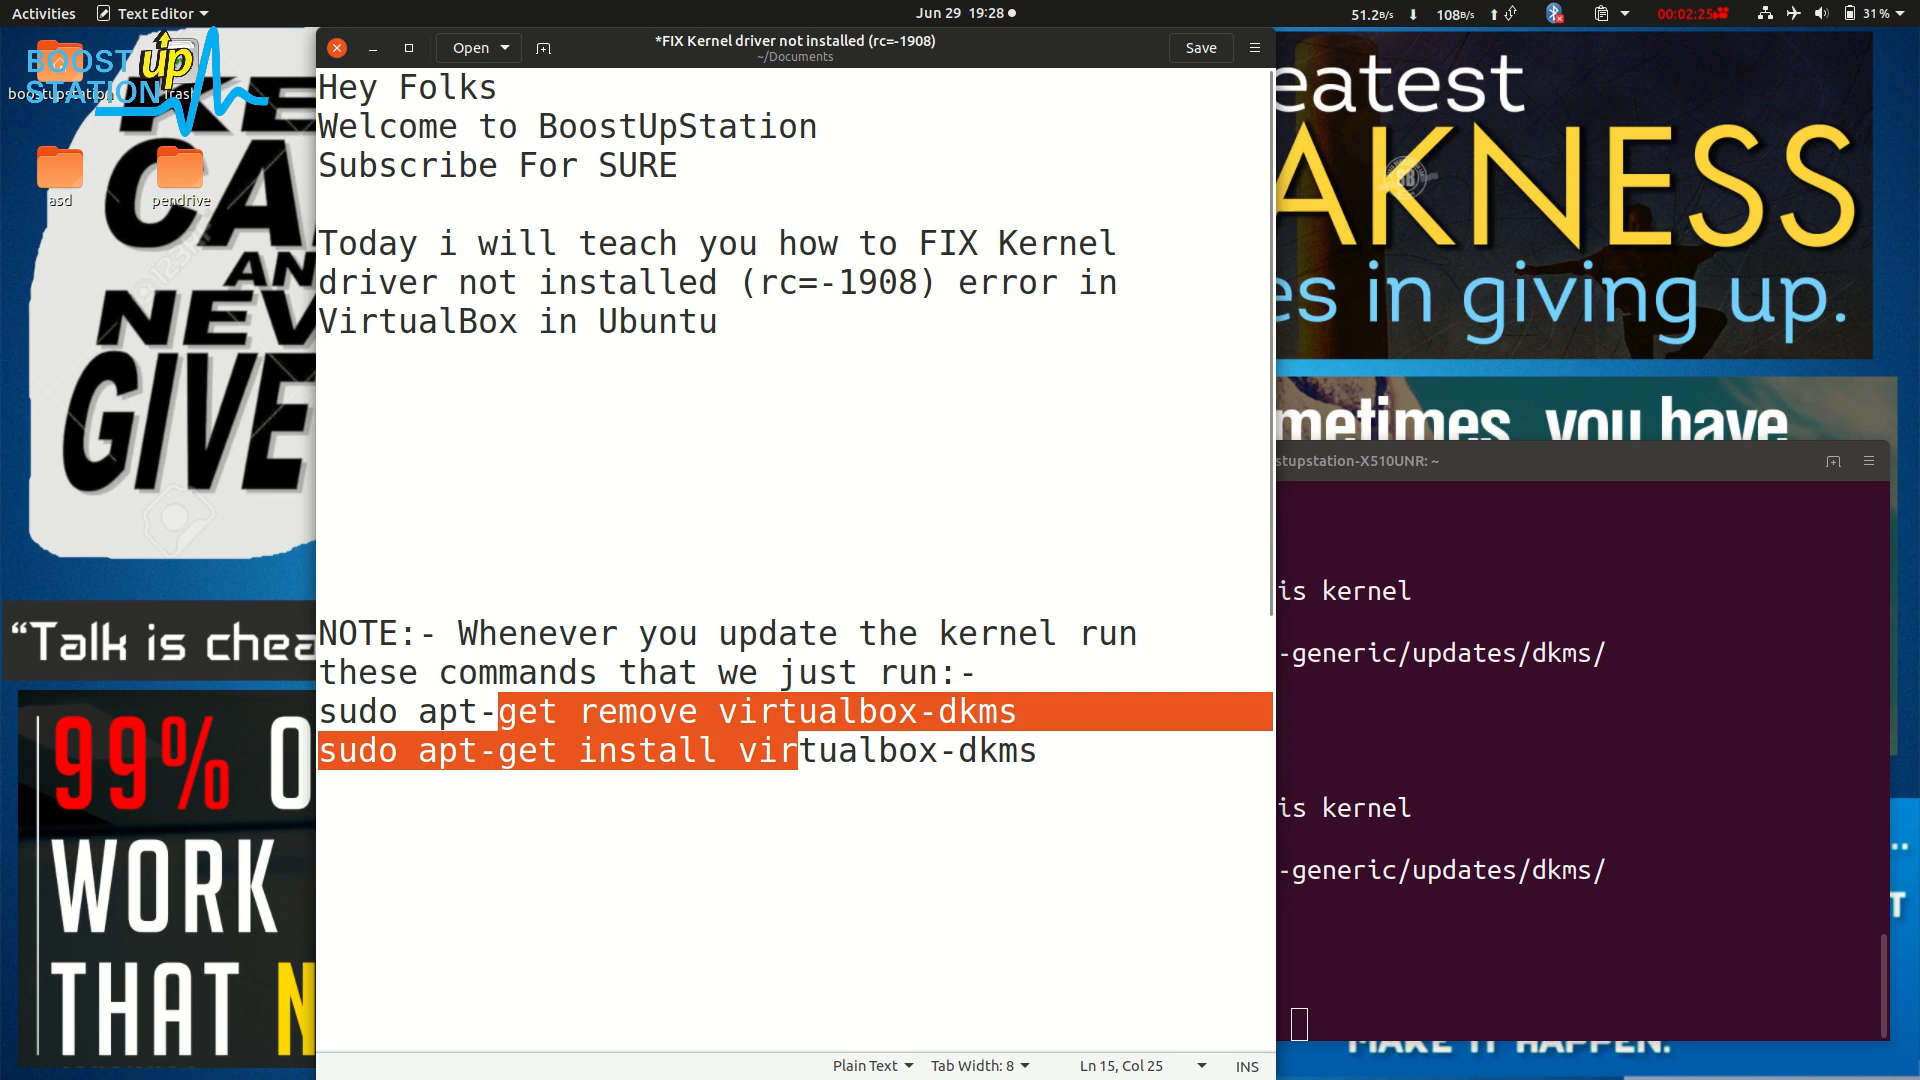 Activities
Text Editor
Jun 29 19:28
51.2B/s
108B/s
00:02:25
31 %
BOOST up
STATION
boostupstation
Trash
asd
pendrive
CA
AN
NEV
GIVE
“Talk is chea
99% O
WORK
THAT N
Open
*FIX Kernel driver not installed (rc=-1908)
~/Documents
Save
Hey Folks
Welcome to BoostUpStation
Subscribe For SURE
Today i will teach you how to FIX Kernel
driver not installed (rc=-1908) error in
VirtualBox in Ubuntu
NOTE:- Whenever you update the kernel run
these commands that we just run:-
sudo apt-get remove virtualbox-dkms
sudo apt-get install virtualbox-dkms
Plain Text
Tab Width: 8
Ln 15, Col 25
INS
eatest
AKNESS
es in giving up.
metimes, you have
stupstation-X510UNR: ~
is kernel
-generic/updates/dkms/
is kernel
-generic/updates/dkms/
MAKE IT HAPPEN.